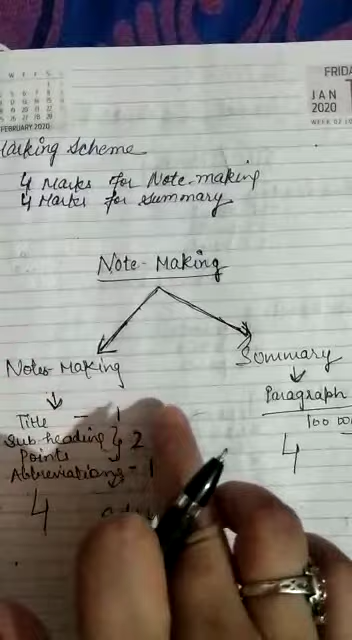 W F S
FEBRUARY 2020
FRIDA
JAN
2020
Marking Scheme
4 Marks for Note-making
4 Marks for Summary
Note-Making
Notes Making
Summary
Title - 1
Sub-heading
Points } 2
Abbreviations - 1
4
Paragraph
100
4